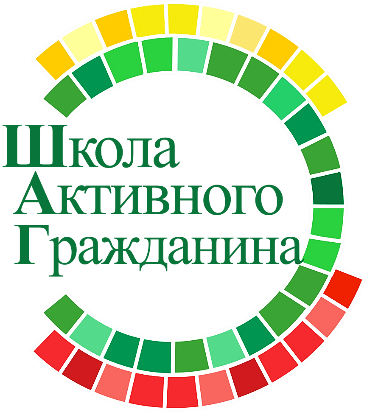 Школа
Активного
Гражданина